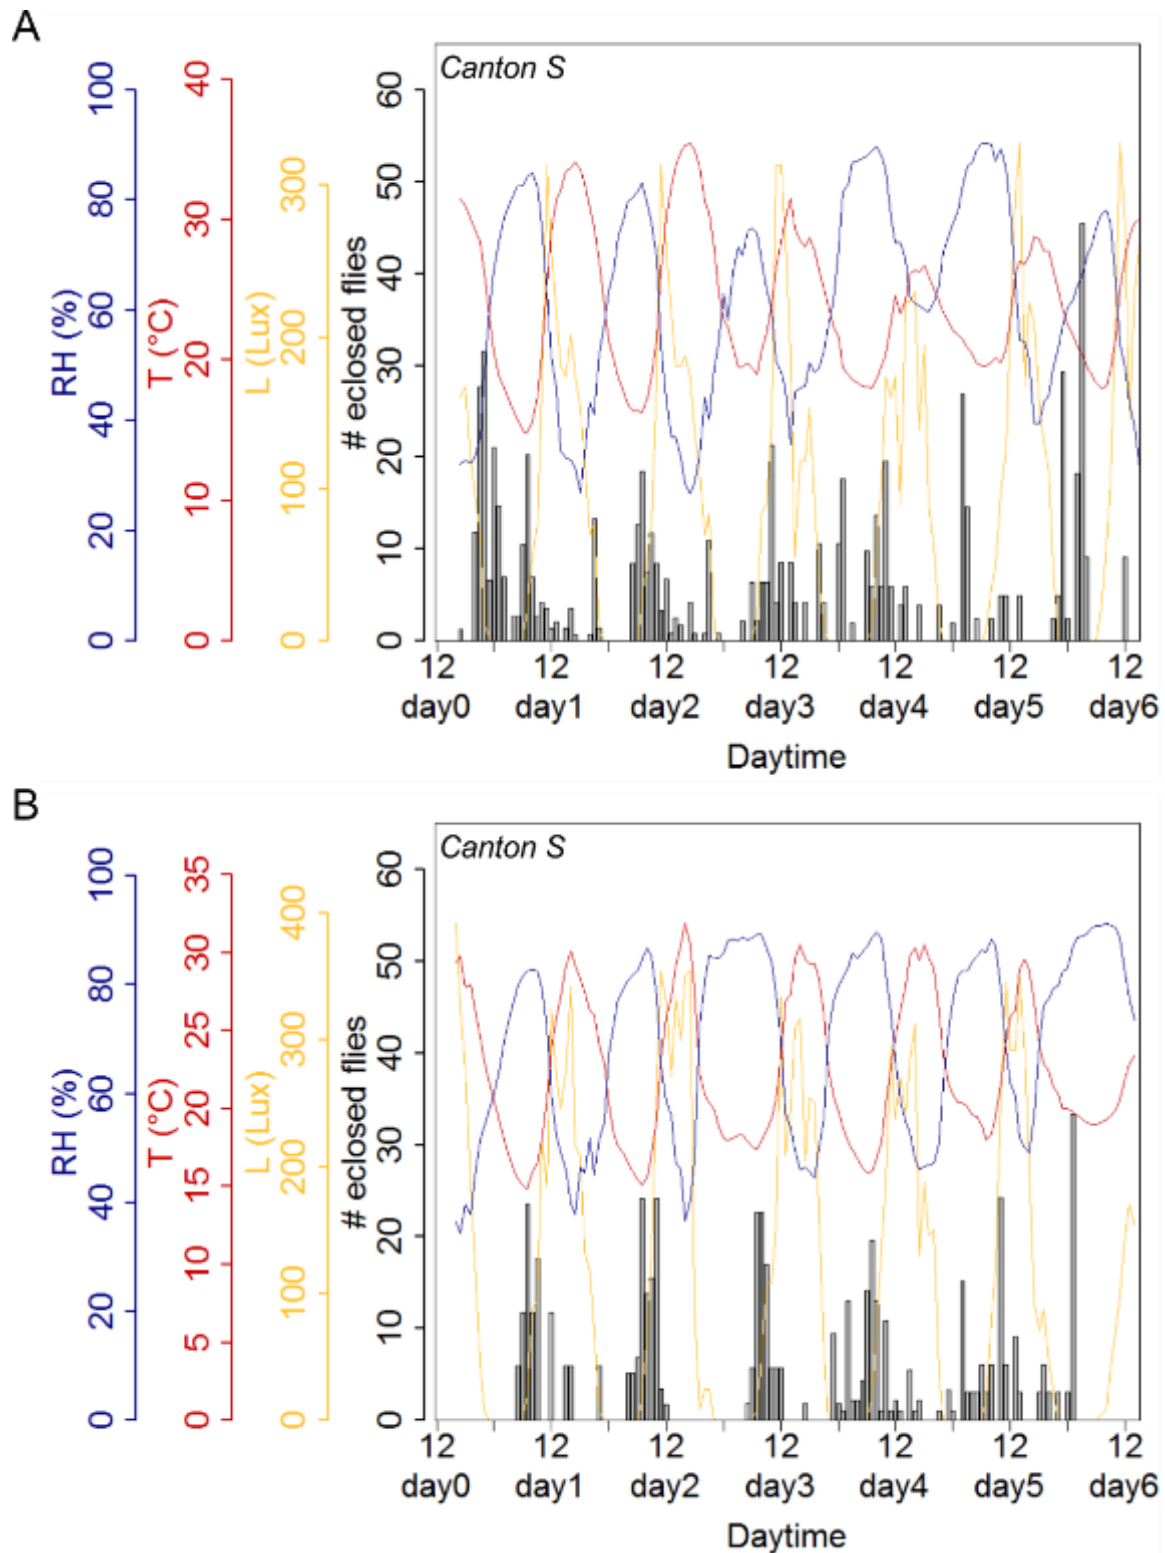 A
Canton S
RH (%)
0 20 40 60 80 100
T (°C)
0 10 20 30 40
L (Lux)
0 100 200 300
# eclosed flies
0 10 20 30 40 50 60
12 12 12 12 12 12 12
day0 day1 day2 day3 day4 day5 day6
Daytime
B
Canton S
RH (%)
0 20 40 60 80 100
T (°C)
0 5 10 15 20 25 30 35
L (Lux)
0 100 200 300 400
# eclosed flies
0 10 20 30 40 50 60
12 12 12 12 12 12 12
day0 day1 day2 day3 day4 day5 day6
Daytime